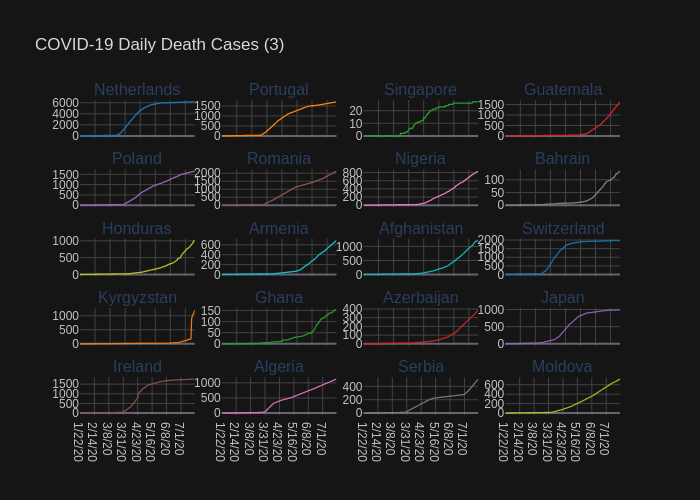 COVID-19 Daily Death Cases (3)
Netherlands Portugal Singapore Guatemala
6000 4000 2000 0
1500 1000 500 0
20 10 0
1500 1000 500 0
Poland Romania Nigeria Bahrain
1500 1000 500 0
2000 1500 1000 500 0
800 600 400 200 0
100 50 0
Honduras Armenia Afghanistan Switzerland
1000 500 0
600 400 200 0
1000 500 0
2000 1500 1000 500 0
Kyrgyzstan Ghana Azerbaijan Japan
1000 500 0
150 100 50 0
400 300 200 100 0
1000 500 0
Ireland Algeria Serbia Moldova
1500 1000 500 0
1000 500 0
400 200 0
600 400 200 0
1/22/20 2/14/20 3/8/20 3/31/20 4/23/20 5/16/20 6/8/20 7/1/20
1/22/20 2/14/20 3/8/20 3/31/20 4/23/20 5/16/20 6/8/20 7/1/20
1/22/20 2/14/20 3/8/20 3/31/20 4/23/20 5/16/20 6/8/20 7/1/20
1/22/20 2/14/20 3/8/20 3/31/20 4/23/20 5/16/20 6/8/20 7/1/20